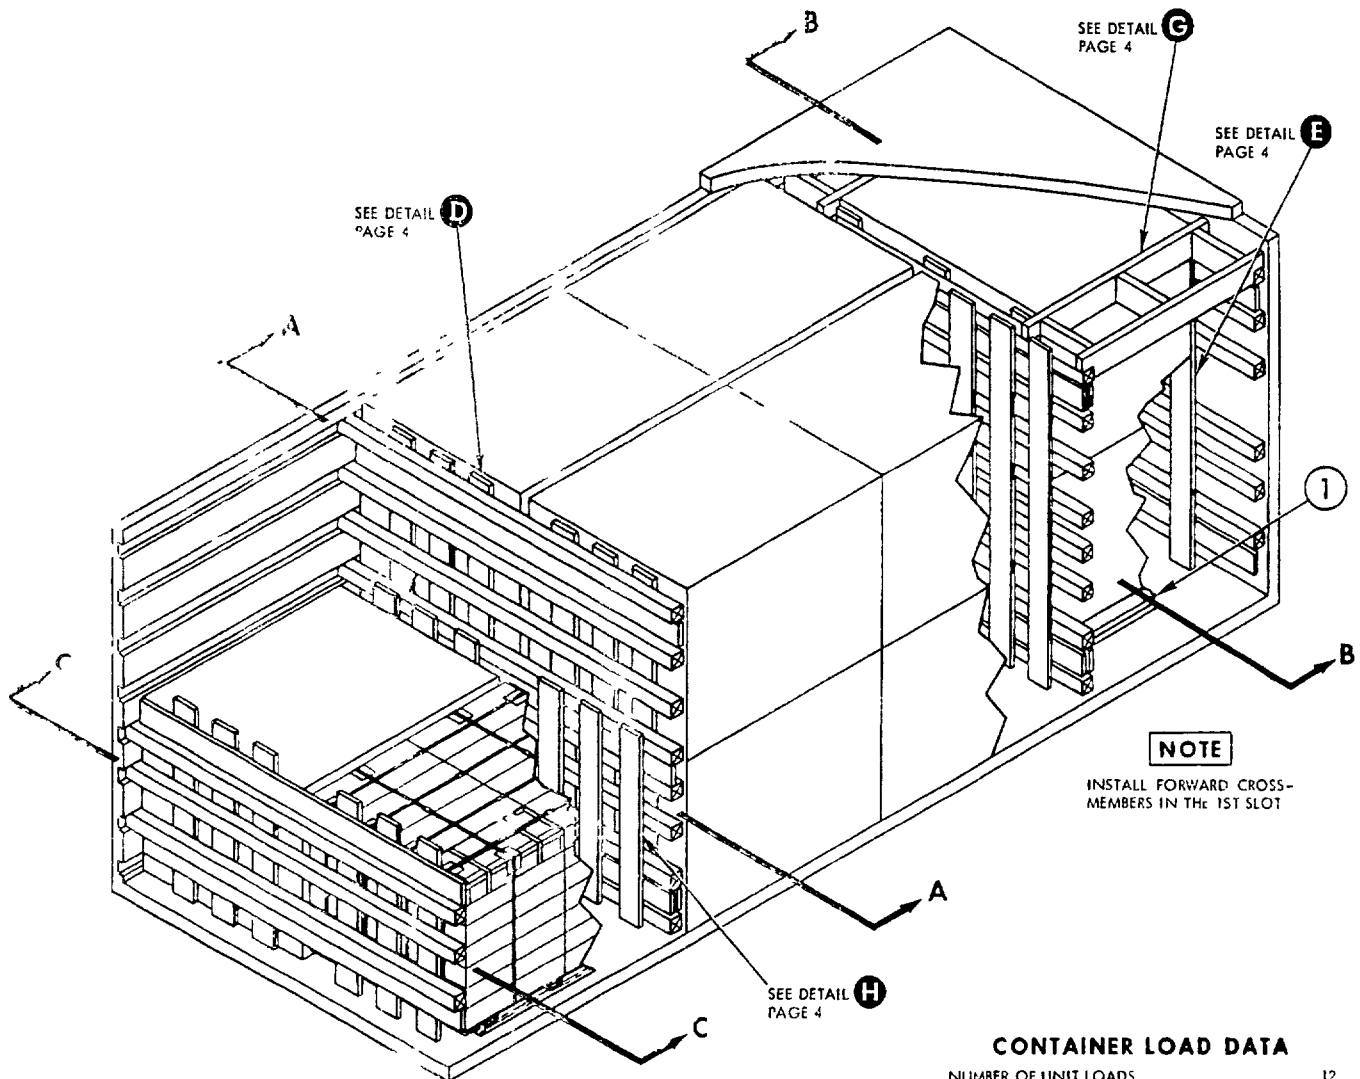 B
SEE DETAIL G
PAGE 4
SEE DETAIL E
PAGE 4
SEE DETAIL D
PAGE 4
A
1
C
B
NOTE
INSTALL FORWARD CROSS-
MEMBERS IN THE 1ST SLOT
A
SEE DETAIL H
PAGE 4
C
CONTAINER LOAD DATA
NUMBER OF UNIT LOADS 12